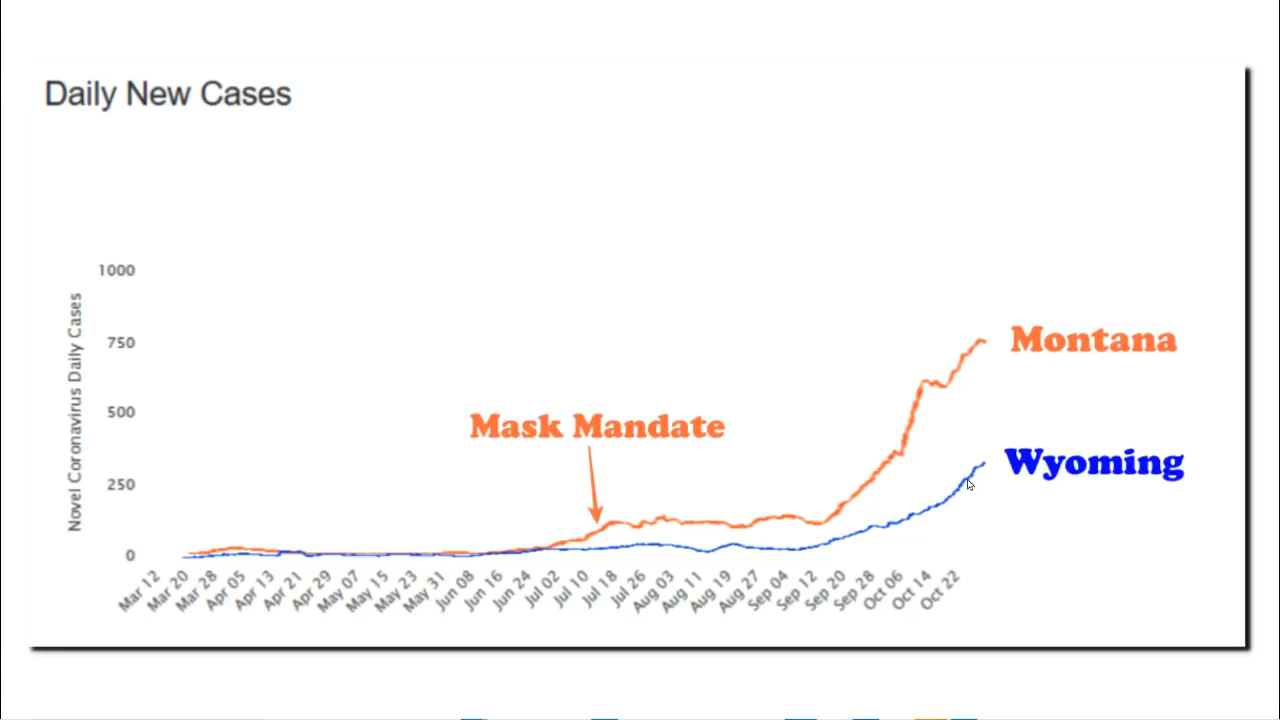 Daily New Cases
1000
750
500
250
0
Novel Coronavirus Daily Cases
Montana
Mask Mandate
Wyoming
Mar 12
Mar 20
Mar 28
Apr 05
Apr 13
Apr 21
Apr 29
May 07
May 15
May 23
May 31
Jun 08
Jun 16
Jun 24
Jul 02
Jul 10
Jul 18
Jul 26
Aug 03
Aug 11
Aug 19
Aug 27
Sep 04
Sep 12
Sep 20
Sep 28
Oct 06
Oct 14
Oct 22